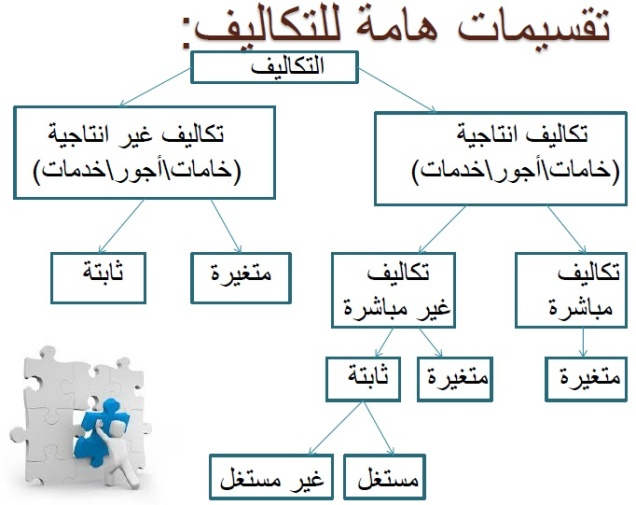 تقسيمات هامة للتكاليف:
التكاليف
تكاليف انتاجية
(خامات\أجور\خدمات)
تكاليف غير انتاجية
(خامات\أجور\خدمات)
تكاليف
مباشرة
تكاليف
غير مباشرة
متغيرة
ثابتة
متغيرة
متغيرة
ثابتة
مستغل
غير مستغل